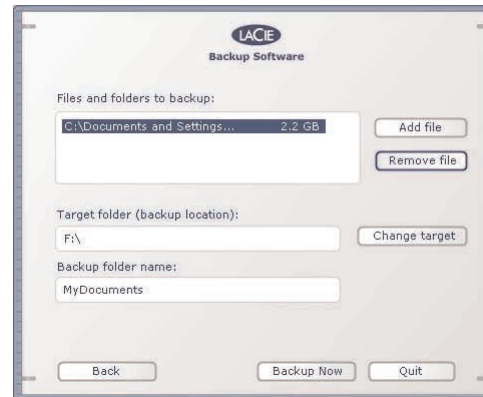 LACIE
Backup Software
Files and folders to backup:
C:\Documents and Settings... 2.2 GB
Add file
Remove file
Target folder (backup location):
F:\
Change target
Backup folder name:
MyDocuments
Back
Backup Now
Quit